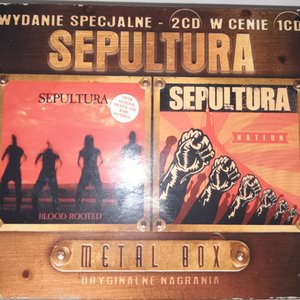 WYDANIE SPECJALNE - 2CD W CENIE 1CD
SEPULTURA
SEPULTURA
BLOOD-ROOTED
SEPULTURA
NATION
METAL BOX
ORYGINALNE NAGRANIA